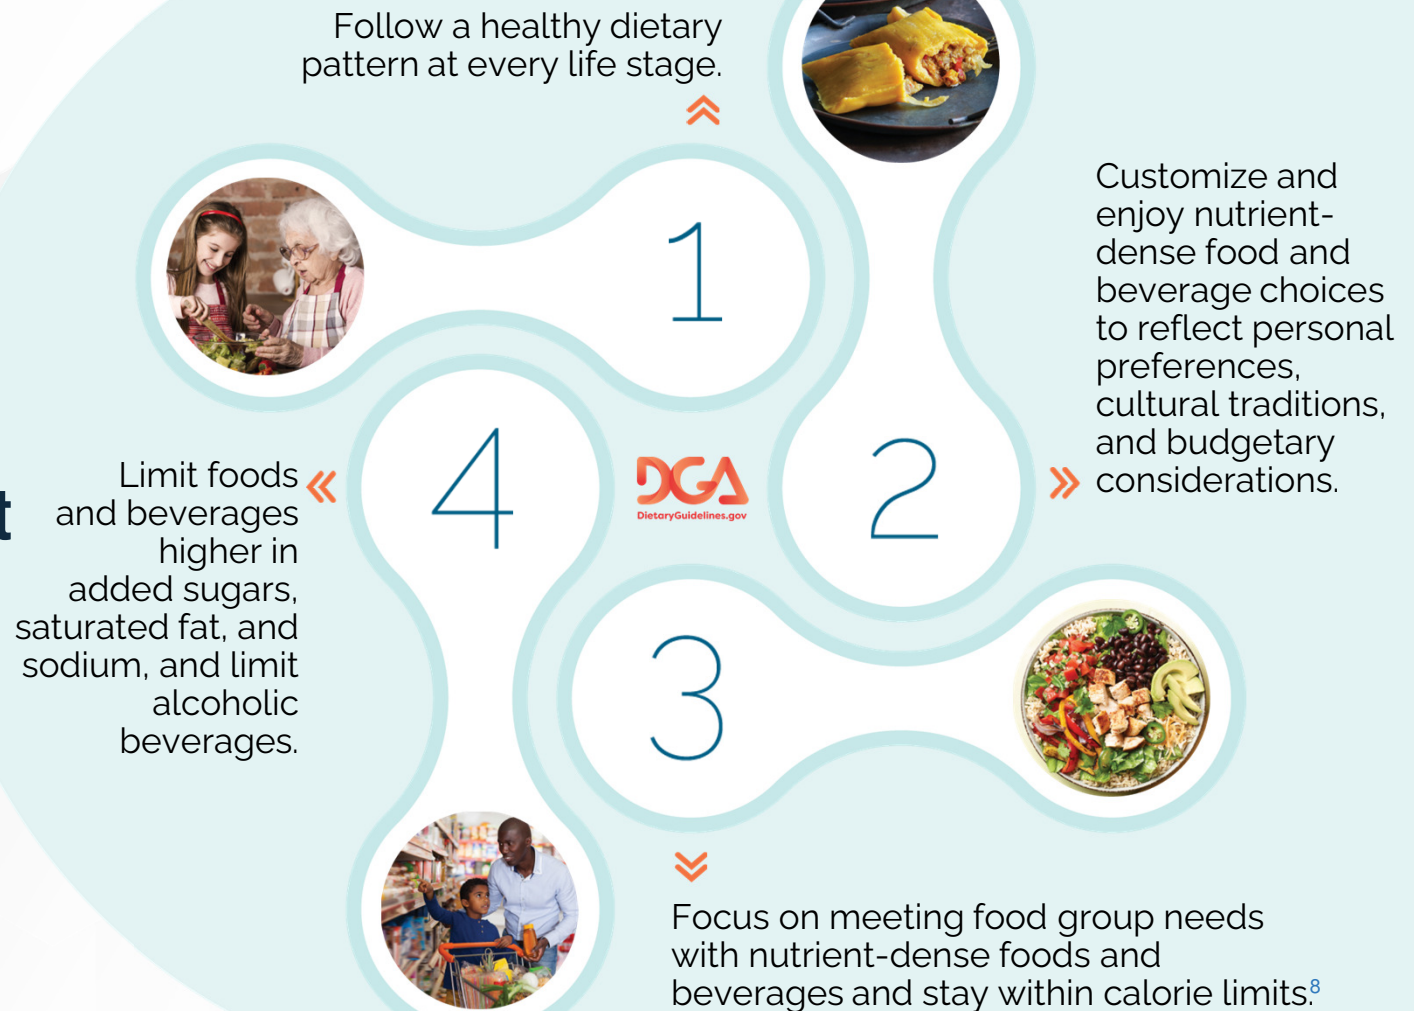 Follow a healthy dietary
pattern at every life stage.
1
Customize and
enjoy nutrient-
dense food and
beverage choices
to reflect personal
preferences,
cultural traditions,
and budgetary
considerations.
2
DGA
DietaryGuidelines.gov
4
Limit foods
and beverages
higher in
added sugars,
saturated fat, and
sodium, and limit
alcoholic
beverages.
t
3
Focus on meeting food group needs
with nutrient-dense foods and
beverages and stay within calorie limits.8